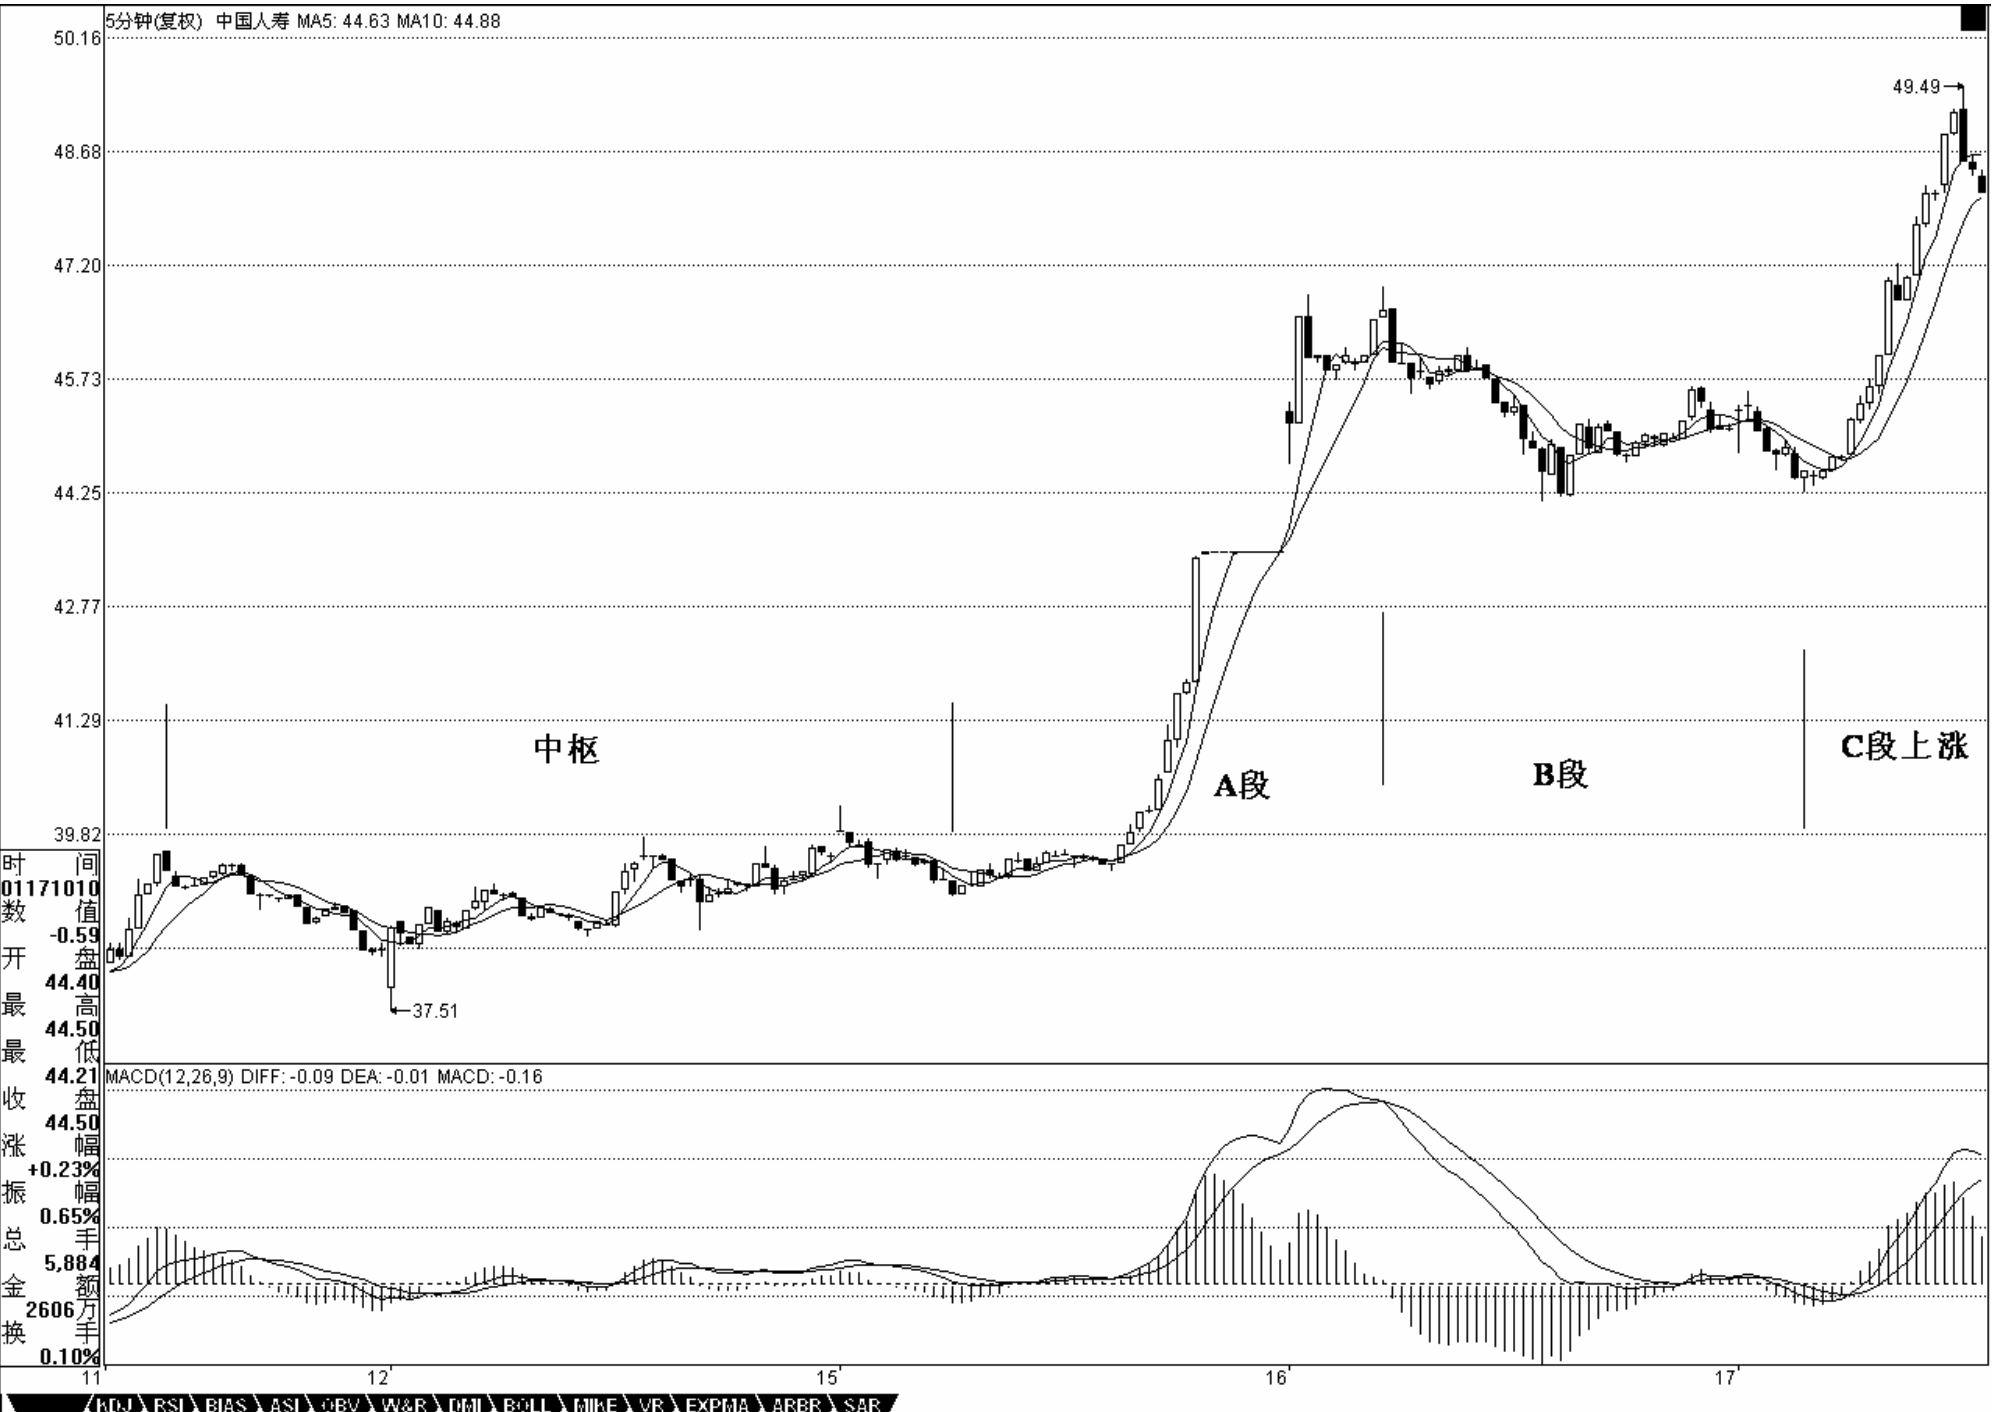 5分钟(复权) 中国人寿 MA5: 44.63 MA10: 44.88
50.16
49.49
48.68
47.20
45.73
44.25
42.77
41.29
中枢
A段
B段
C段上涨
39.82
37.51
时 间
01171010
数 值
-0.59
开 盘
44.40
最 高
44.50
最 低
44.21
收 盘
44.50
涨 幅
+0.23%
振 幅
0.65%
总 手
5,884
金 额
2606万
换 手
0.10%
MACD(12,26,9) DIFF: -0.09 DEA: -0.01 MACD: -0.16
11 12 15 16 17
KDJ RSI BIAS ASI OBV W&R DMI BOLL MIKE VR EXPMA ARBR SAR